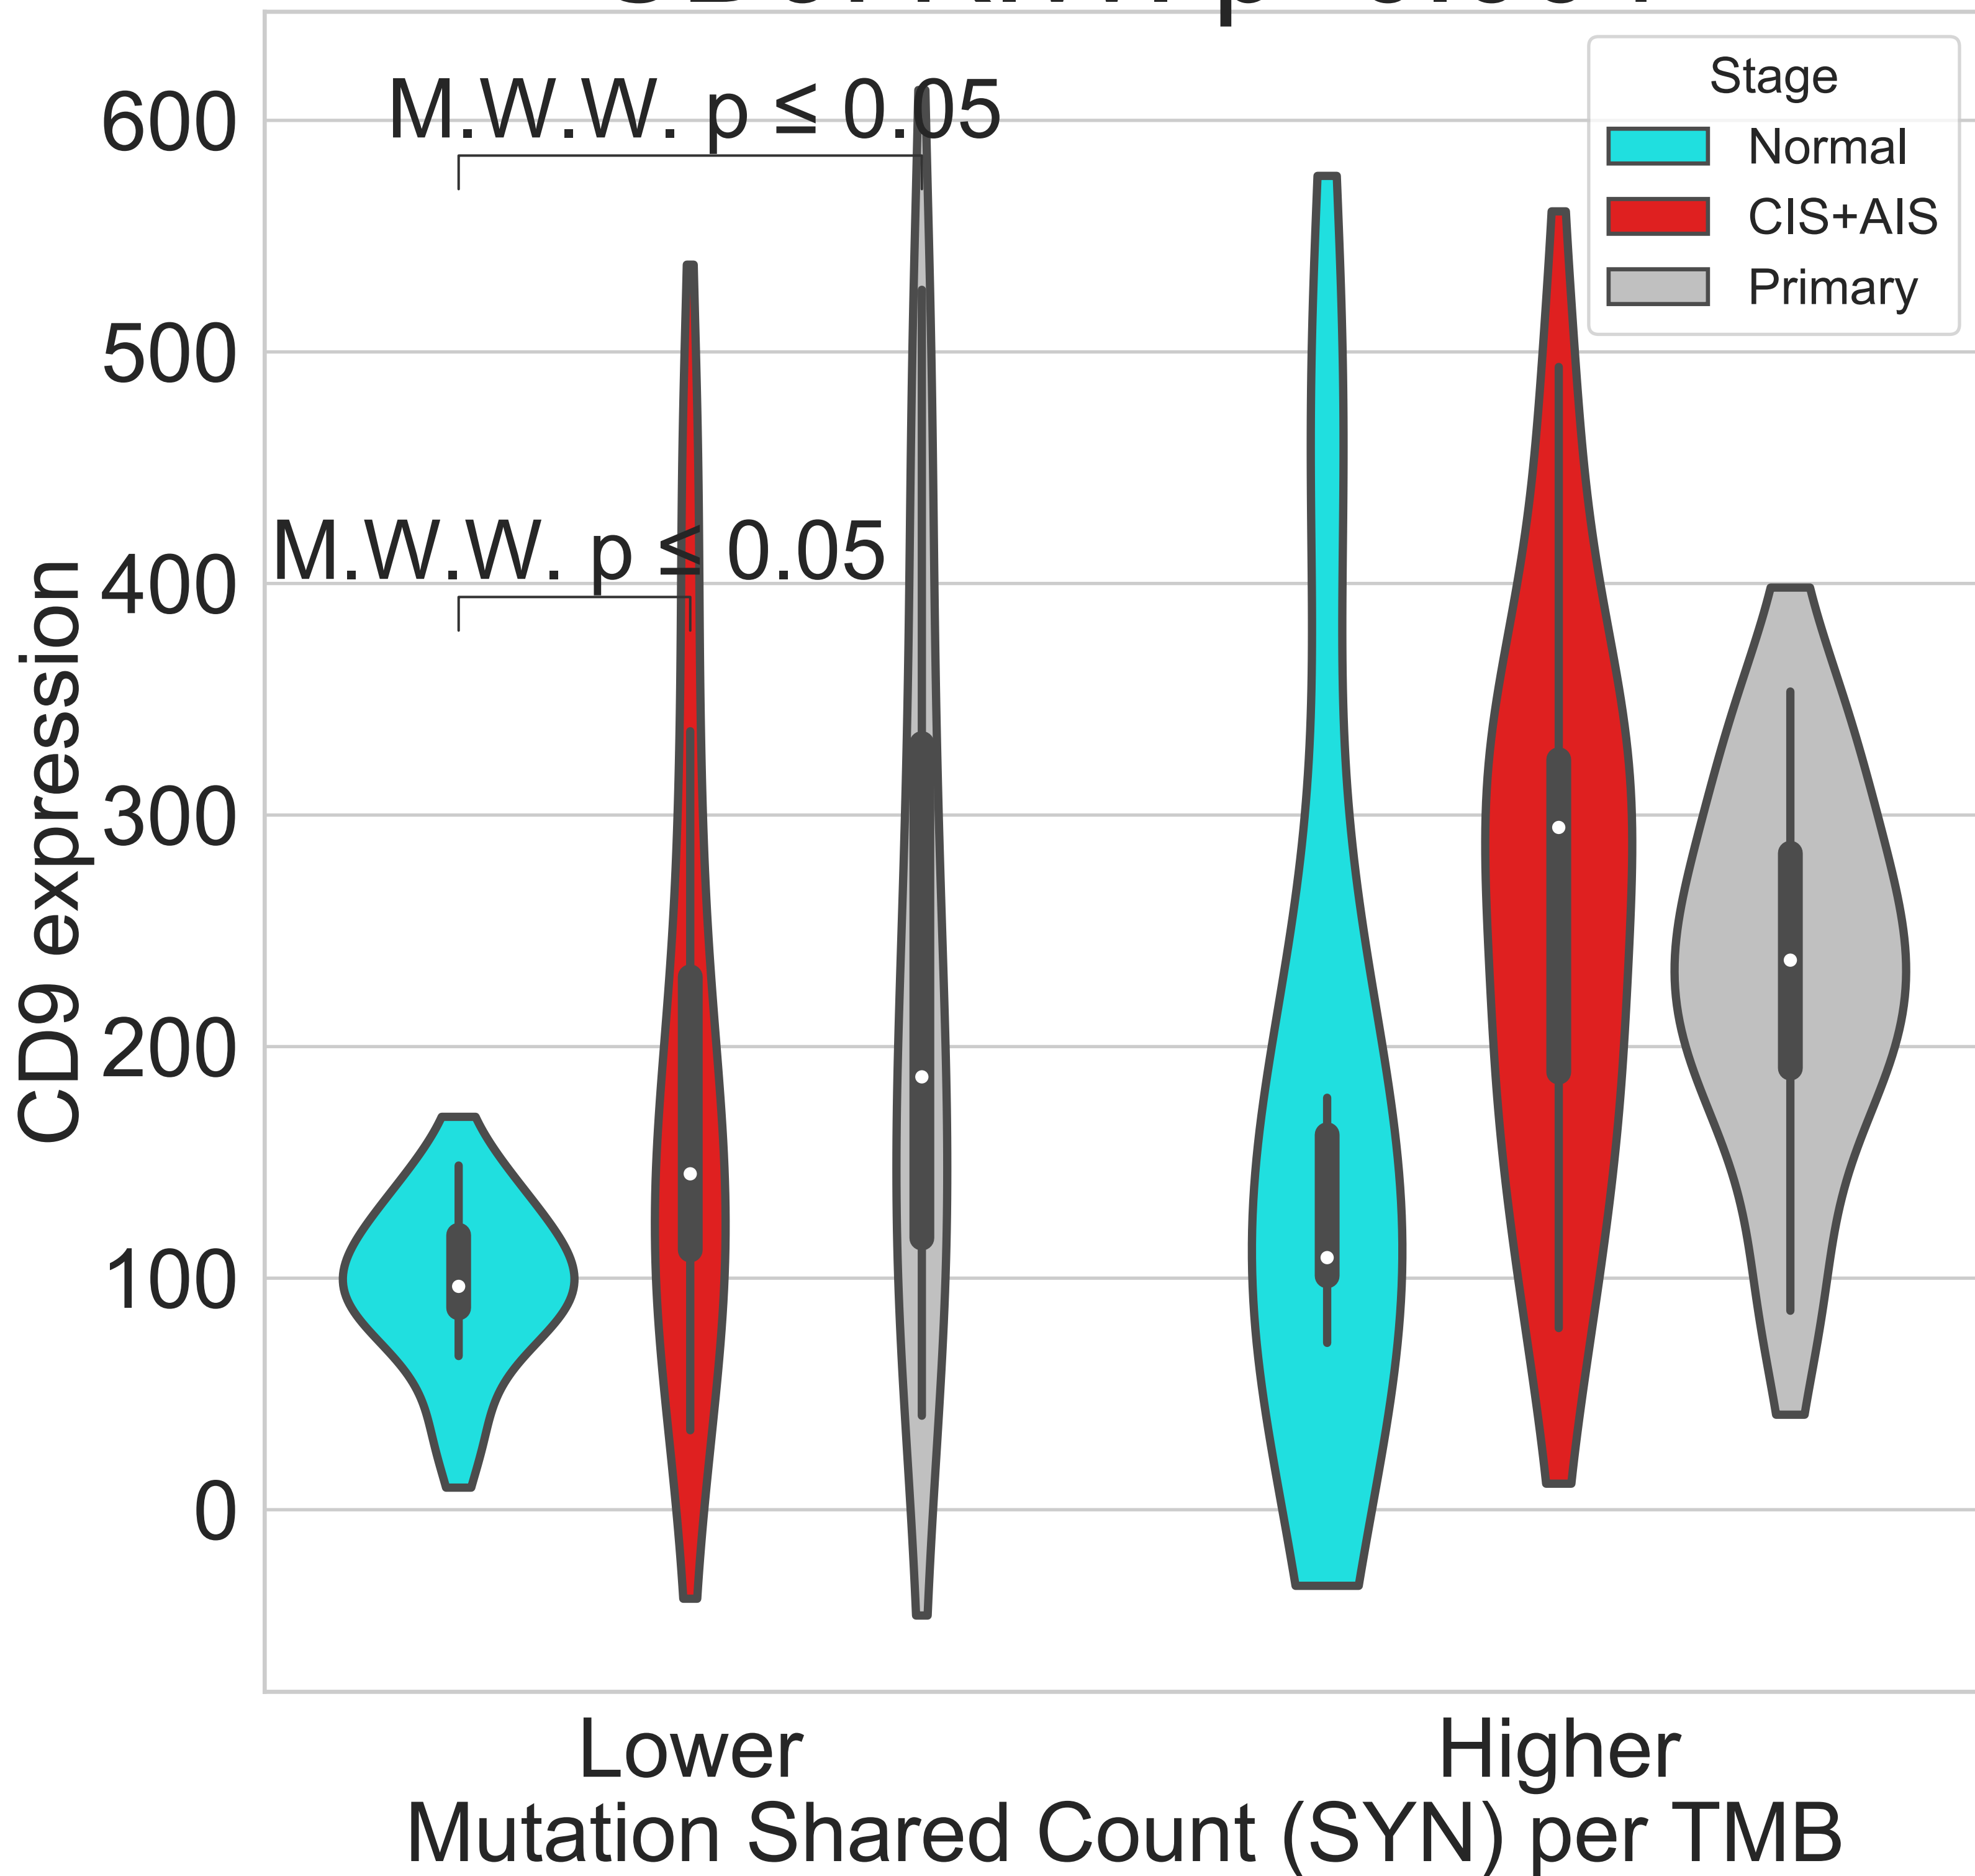 Stage
Normal
CIS+AIS
Primary
M.W.W. p ≤ 0.05
M.W.W. p ≤ 0.05
CD9 expression
600
500
400
300
200
100
0
Lower
Higher
Mutation Shared Count (SYN) per TMB